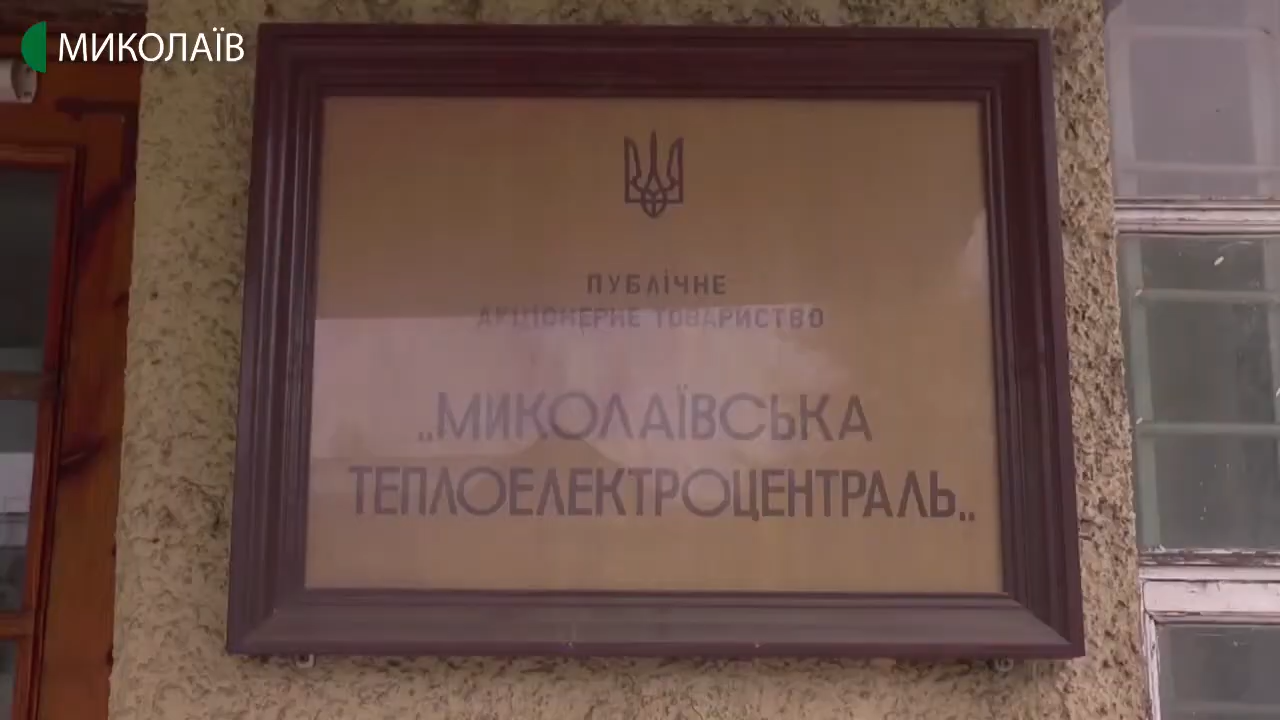 МИКОЛАЇВ
ПУБЛІЧНЕ
АКЦІОНЕРНЕ ТОВАРИСТВО
„МИКОЛАЇВСЬКА
ТЕПЛОЕЛЕКТРОЦЕНТРАЛЬ„